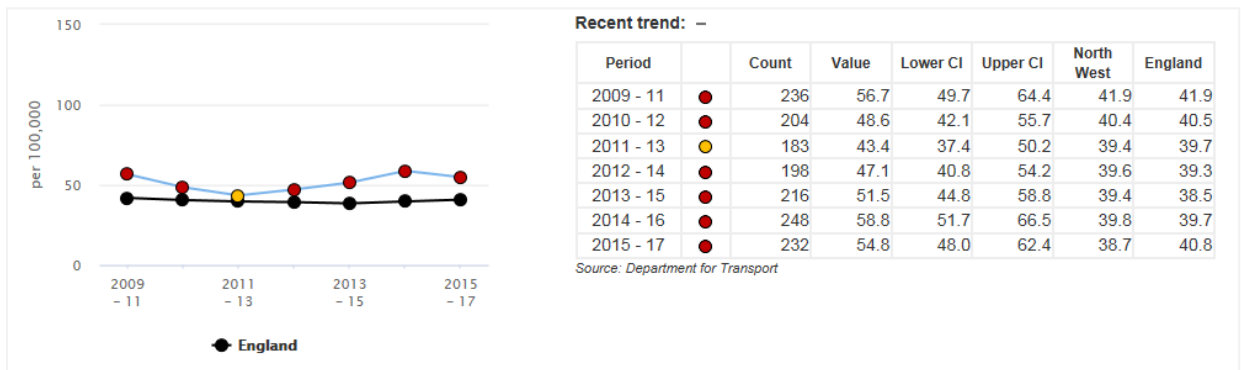 150
100
50
0
per 100,000
2009
– 11
2011
– 13
2013
– 15
2015
– 17
England
Recent trend: –
Period Count Value Lower CI Upper CI North West England
2009 - 11 236 56.7 49.7 64.4 41.9 41.9
2010 - 12 204 48.6 42.1 55.7 40.4 40.5
2011 - 13 183 43.4 37.4 50.2 39.4 39.7
2012 - 14 198 47.1 40.8 54.2 39.6 39.3
2013 - 15 216 51.5 44.8 58.8 39.4 38.5
2014 - 16 248 58.8 51.7 66.5 39.8 39.7
2015 - 17 232 54.8 48.0 62.4 38.7 40.8
Source: Department for Transport